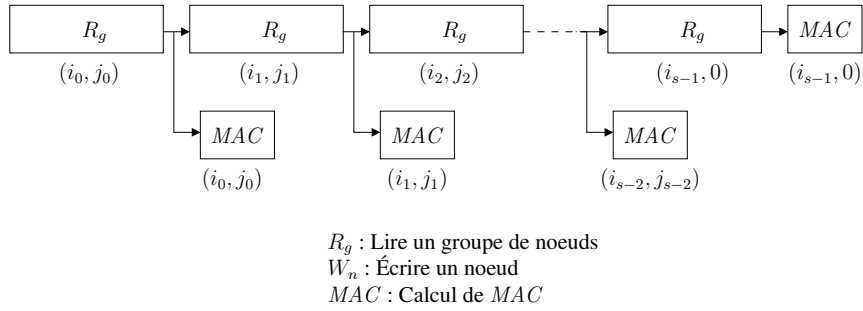 R_g R_g R_g R_g MAC
(i_0, j_0) (i_1, j_1) (i_2, j_2) (i_{s−1}, 0) (i_{s−1}, 0)
MAC MAC MAC
(i_0, j_0) (i_1, j_1) (i_{s−2}, j_{s−2})
R_g : Lire un groupe de noeuds
W_n : Écrire un noeud
MAC : Calcul de MAC